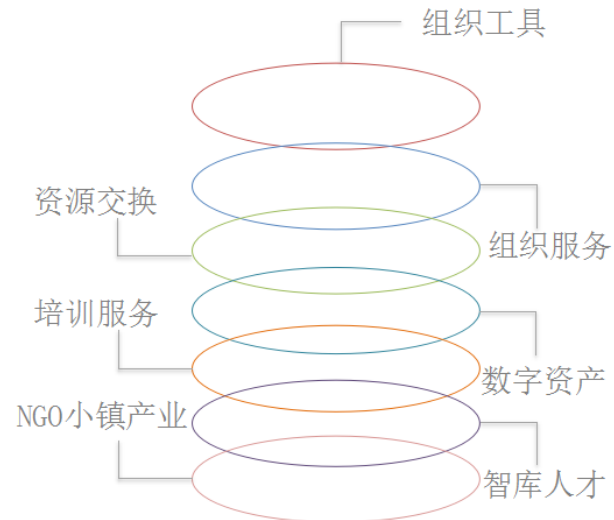 组织工具
资源交换
组织服务
培训服务
数字资产
NGO小镇产业
智库人才